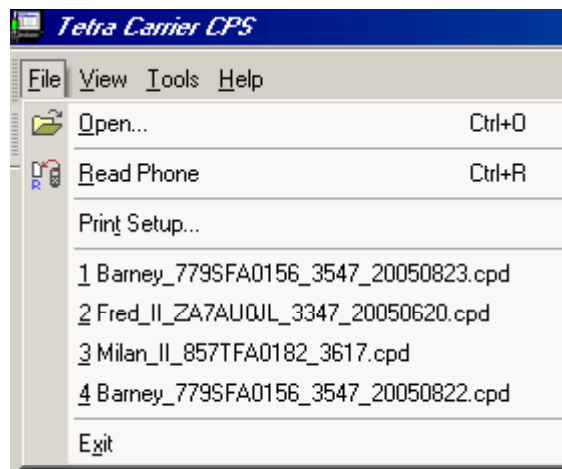 Tetra Carrier CPS
File View Tools Help
Open... Ctrl+O
Read Phone Ctrl+R
Print Setup...
1 Barney_779SFA0156_3547_20050823.cpd
2 Fred_II_ZA7AU0JL_3347_20050620.cpd
3 Milan_II_857TFA0182_3617.cpd
4 Barney_779SFA0156_3547_20050822.cpd
Exit